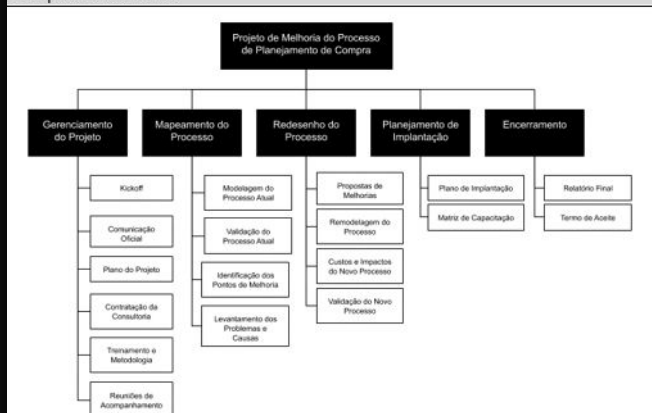 Projeto de Melhoria do Processo
de Planejamento de Compra
Gerenciamento
do Projeto
Mapeamento do
Processo
Redesenho do
Processo
Planejamento de
Implantação
Encerramento
Kickoff
Comunicação
Oficial
Plano do Projeto
Contratação da
Consultoria
Treinamento e
Metodologia
Reuniões de
Acompanhamento
Modelagem do
Processo Atual
Validação do
Processo Atual
Identificação dos
Pontos de Melhoria
Levantamento dos
Problemas e
Causas
Propostas de
Melhorias
Remodelagem do
Processo
Custos e Impactos
do Novo Processo
Validação do Novo
Processo
Plano de Implantação
Matriz de Capacitação
Relatório Final
Termo de Aceite